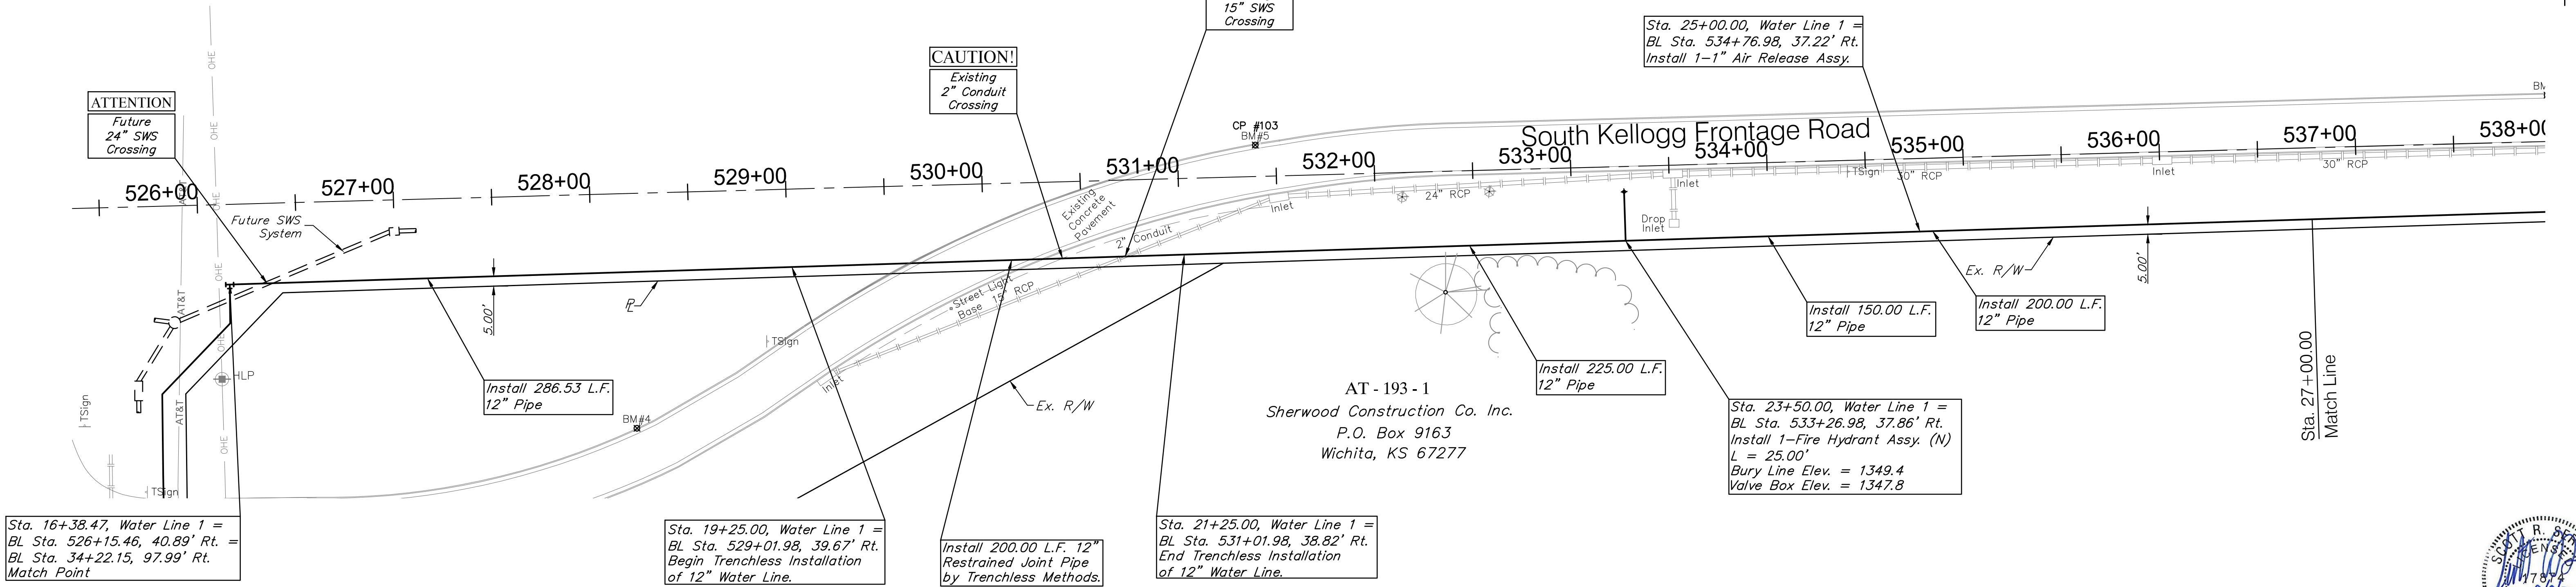 15" SWS
Crossing
Sta. 25+00.00, Water Line 1 =
BL Sta. 534+76.98, 37.22' Rt.
Install 1-1" Air Release Assy.
CAUTION!
Existing
2" Conduit
Crossing
ATTENTION
Future
24" SWS
Crossing
OHE
OHE
OHE
OHE
OHE
OHE
AT&T
AT&T
AT&T
CP #103
BM#5
South Kellogg Frontage Road
526+00
527+00
528+00
529+00
530+00
531+00
532+00
533+00
534+00
535+00
536+00
537+00
538+00
Future SWS
System
Existing
Concrete
Pavement
2" Conduit
Inlet
24" RCP
Inlet
Drop
Inlet
TSign
30" RCP
Inlet
30" RCP
5.00'
PL
Street Light
Base
15" RCP
Ex. R/W
5.00'
TSign
Inlet
HLP
BM#4
TSign
TSign
Install 286.53 L.F.
12" Pipe
Ex. R/W
Install 225.00 L.F.
12" Pipe
Install 150.00 L.F.
12" Pipe
Install 200.00 L.F.
12" Pipe
AT - 193 - 1
Sherwood Construction Co. Inc.
P.O. Box 9163
Wichita, KS 67277
Sta. 23+50.00, Water Line 1 =
BL Sta. 533+26.98, 37.86' Rt.
Install 1-Fire Hydrant Assy. (N)
L = 25.00'
Bury Line Elev. = 1349.4
Valve Box Elev. = 1347.8
Sta. 27+00.00
Match Line
Sta. 16+38.47, Water Line 1 =
BL Sta. 526+15.46, 40.89' Rt. =
BL Sta. 34+22.15, 97.99' Rt.
Match Point
Sta. 19+25.00, Water Line 1 =
BL Sta. 529+01.98, 39.67' Rt.
Begin Trenchless Installation
of 12" Water Line.
Install 200.00 L.F. 12"
Restrained Joint Pipe
by Trenchless Methods.
Sta. 21+25.00, Water Line 1 =
BL Sta. 531+01.98, 38.82' Rt.
End Trenchless Installation
of 12" Water Line.
SCOTT R.